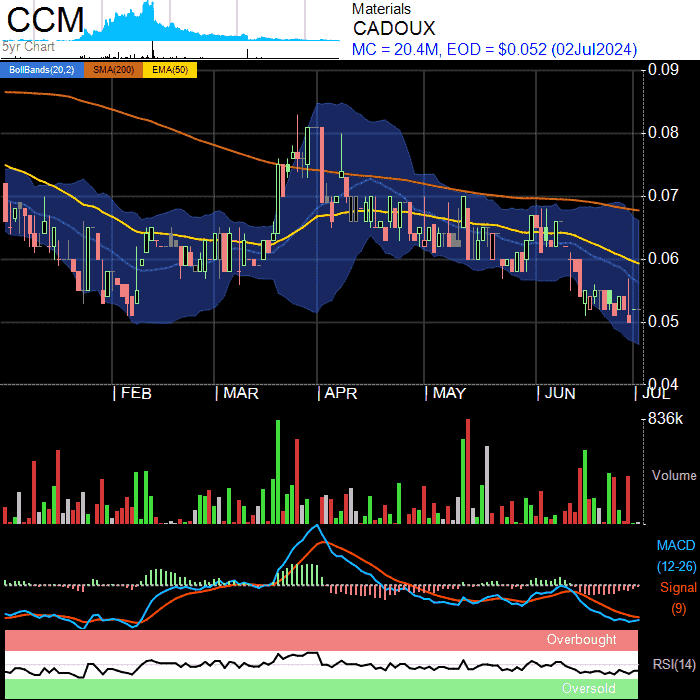 CCM
5yr Chart
Materials
CADOUX
MC = 20.4M, EOD = $0.052 (02Jul2024)
BollBands(20,2) SMA(200) EMA(50)
0.09
0.08
0.07
0.06
0.05
0.04
FEB MAR APR MAY JUN JUL
836k
Volume
MACD
(12-26)
Signal
(9)
Overbought
RSI(14)
Oversold